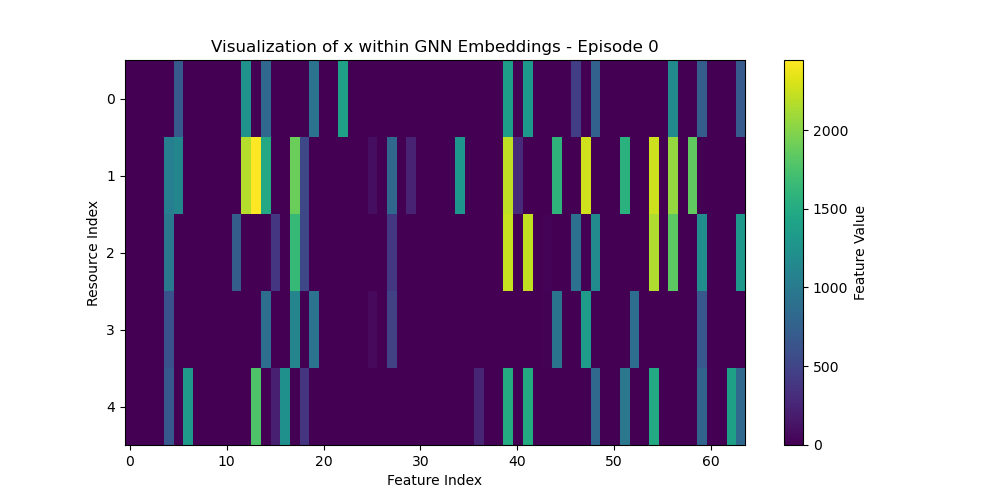 Visualization of x within GNN Embeddings - Episode 0
Resource Index
0
1
2
3
4
0 10 20 30 40 50 60
Feature Index
2000
1500
1000
500
0
Feature Value